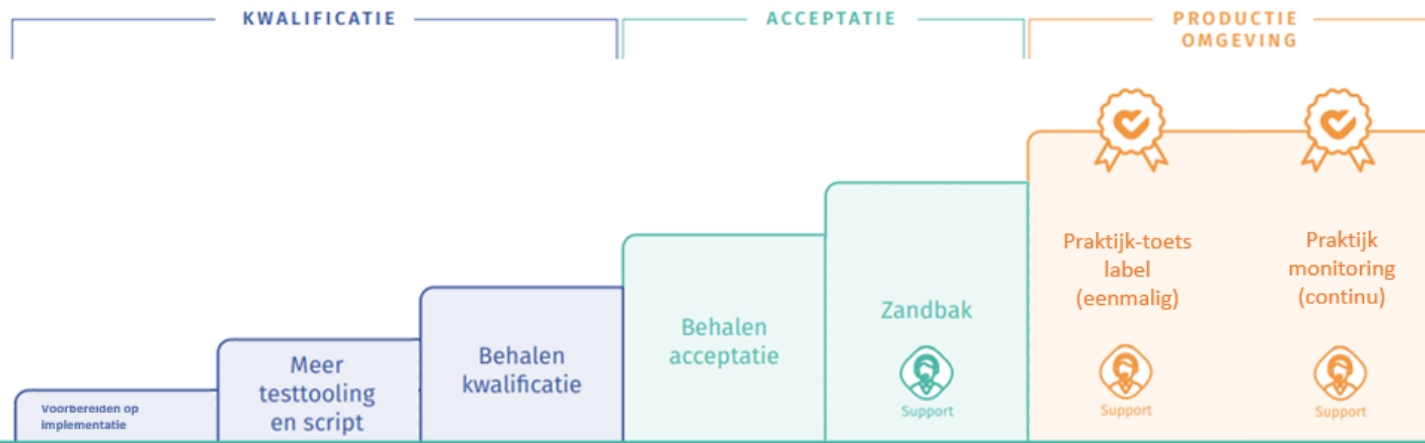 KWALIFICATIE
ACCEPTATIE
PRODUCTIE
OMGEVING
Voorbereiden op
implementatie
Meer
testtooling
en script
Behalen
kwalificatie
Behalen
acceptatie
Zandbak
Support
Praktijk-toets
label
(eenmalig)
Support
Praktijk
monitoring
(continu)
Support